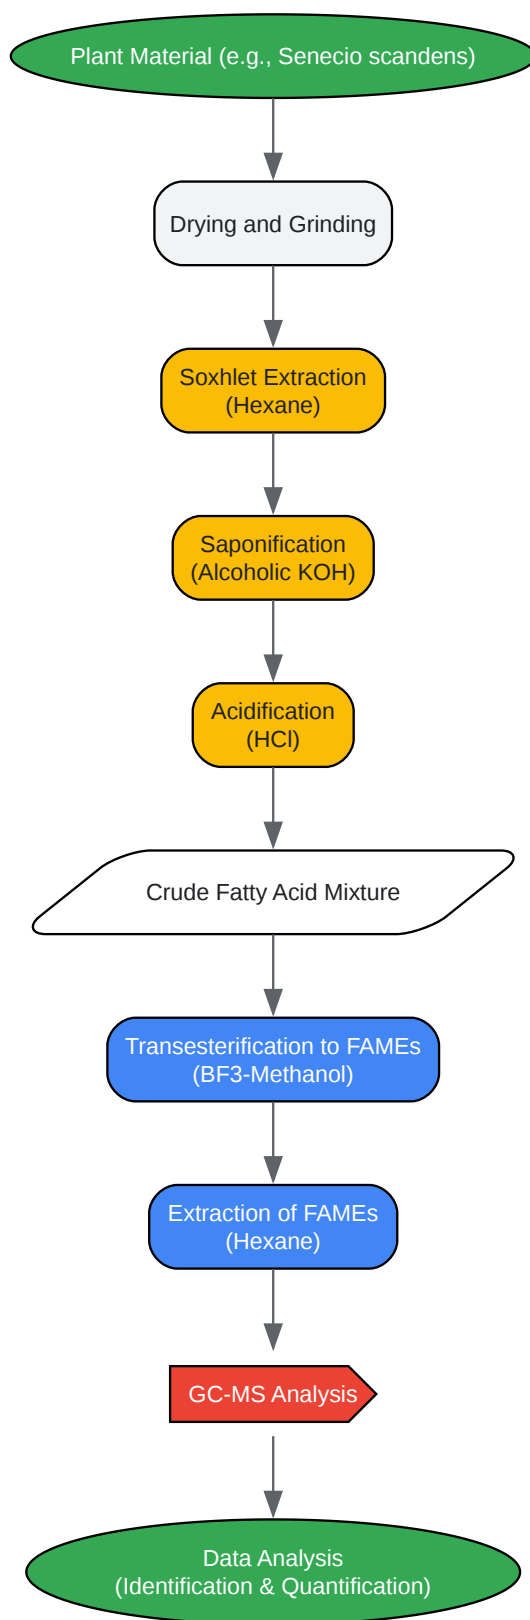 Plant Material (e.g., Senecio scandens)
Drying and Grinding
Soxhlet Extraction
(Hexane)
Saponification
(Alcoholic KOH)
Acidification
(HCl)
Crude Fatty Acid Mixture
Transesterification to FAMEs
(BF3-Methanol)
Extraction of FAMEs
(Hexane)
GC-MS Analysis
Data Analysis
(Identification & Quantification)